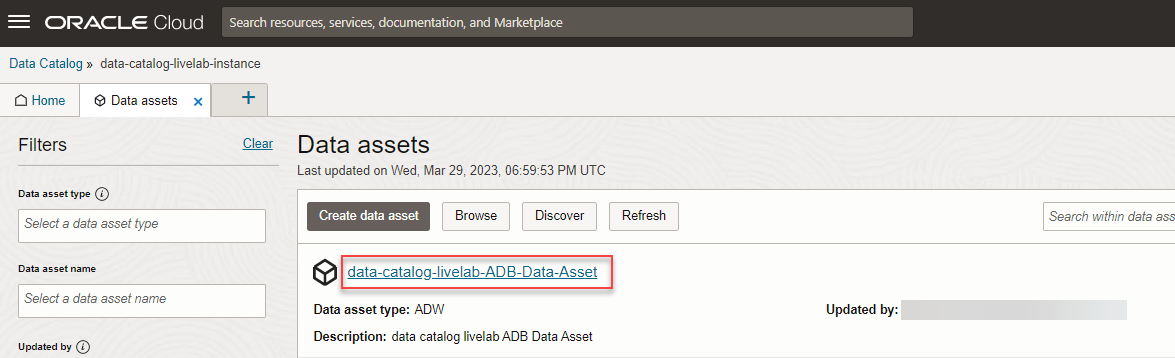 ORACLE Cloud
Search resources, services, documentation, and Marketplace
Data Catalog » data-catalog-livelab-instance
Home
Data assets ×
+
Filters
Clear
Data asset type i
Select a data asset type
Data asset name
Select a data asset name
Updated by i
Data assets
Last updated on Wed, Mar 29, 2023, 06:59:53 PM UTC
Create data asset
Browse
Discover
Refresh
Search within data ass
data-catalog-livelab-ADB-Data-Asset
Data asset type: ADW
Updated by:
Description: data catalog livelab ADB Data Asset